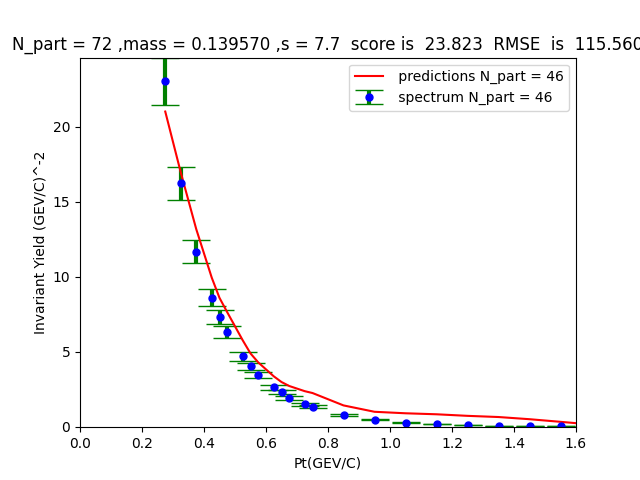 N_part = 72 ,mass = 0.139570 ,s = 7.7  score is  23.823  RMSE  is  115.560
predictions N_part = 46
spectrum N_part = 46
Invariant Yield (GEV/C)^-2
20
15
10
5
0
0.0 0.2 0.4 0.6 0.8 1.0 1.2 1.4 1.6
Pt(GEV/C)